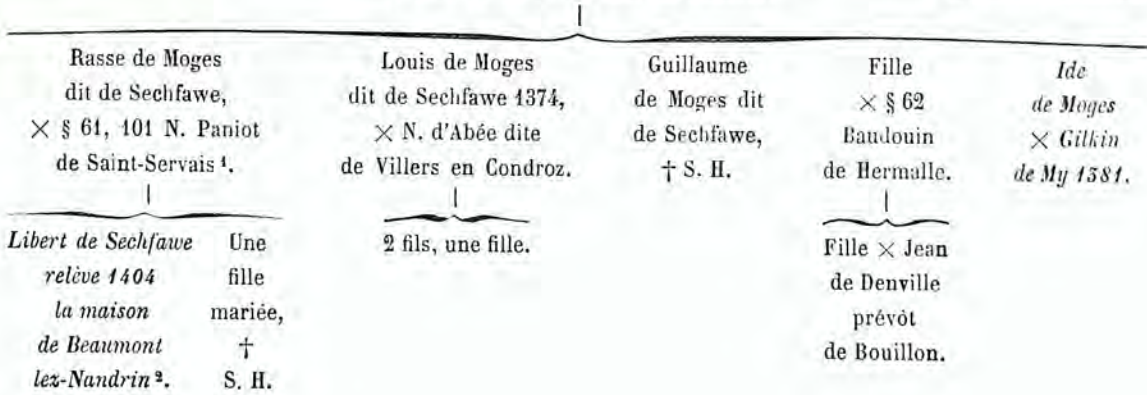 Rasse de Moges
dit de Sechfawe,
× § 61, 101 N. Paniot
de Saint-Servais ¹.
Libert de Sechfawe
relève 1404
la maison
de Beaumont
lez-Nandrin ².
Une
fille
mariée,
†
S. H.
Louis de Moges
dit de Sechfawe 1374,
× N. d'Abée dite
de Villers en Condroz.
2 fils, une fille.
Guillaume
de Moges dit
de Sechfawe,
† S. H.
Fille
× § 62
Baudouin
de Hermalle.
Fille × Jean
de Denville
prévôt
de Bouillon.
Ide
de Moges
× Gilkin
de My 1381.